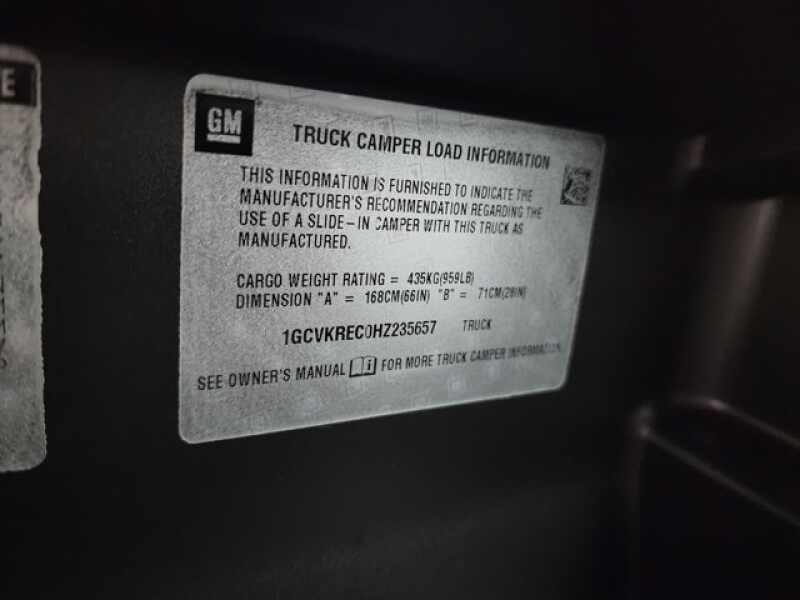 E
GM
TRUCK CAMPER LOAD INFORMATION
THIS INFORMATION IS FURNISHED TO INDICATE THE
MANUFACTURER'S RECOMMENDATION REGARDING THE
USE OF A SLIDE-IN CAMPER WITH THIS TRUCK AS
MANUFACTURED.
CARGO WEIGHT RATING = 435KG(959LB)
DIMENSION "A" = 168CM(66IN) "B" = 71CM(28IN)
1GCVKREC0HZ235657 TRUCK
SEE OWNER'S MANUAL FOR MORE TRUCK CAMPER INFORMATION.